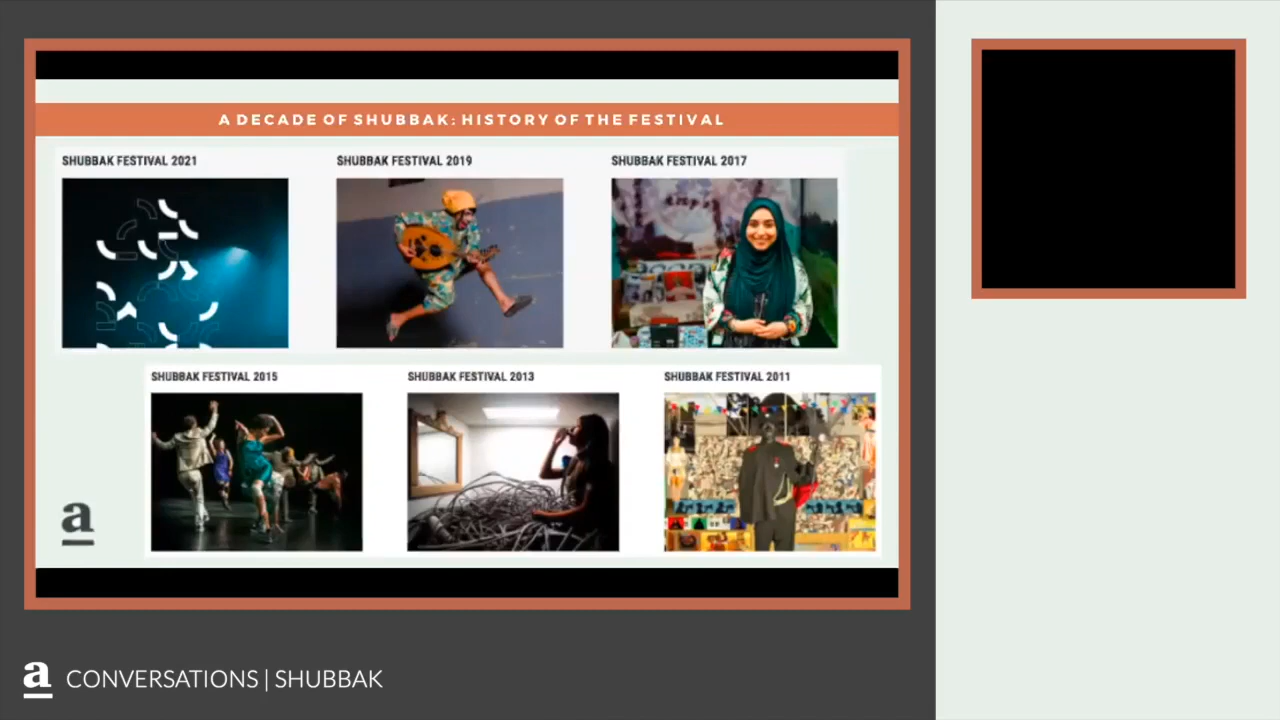 A DECADE OF SHUBBAK: HISTORY OF THE FESTIVAL
SHUBBAK FESTIVAL 2021
SHUBBAK FESTIVAL 2019
SHUBBAK FESTIVAL 2017
SHUBBAK FESTIVAL 2015
SHUBBAK FESTIVAL 2013
SHUBBAK FESTIVAL 2011
a
a CONVERSATIONS | SHUBBAK